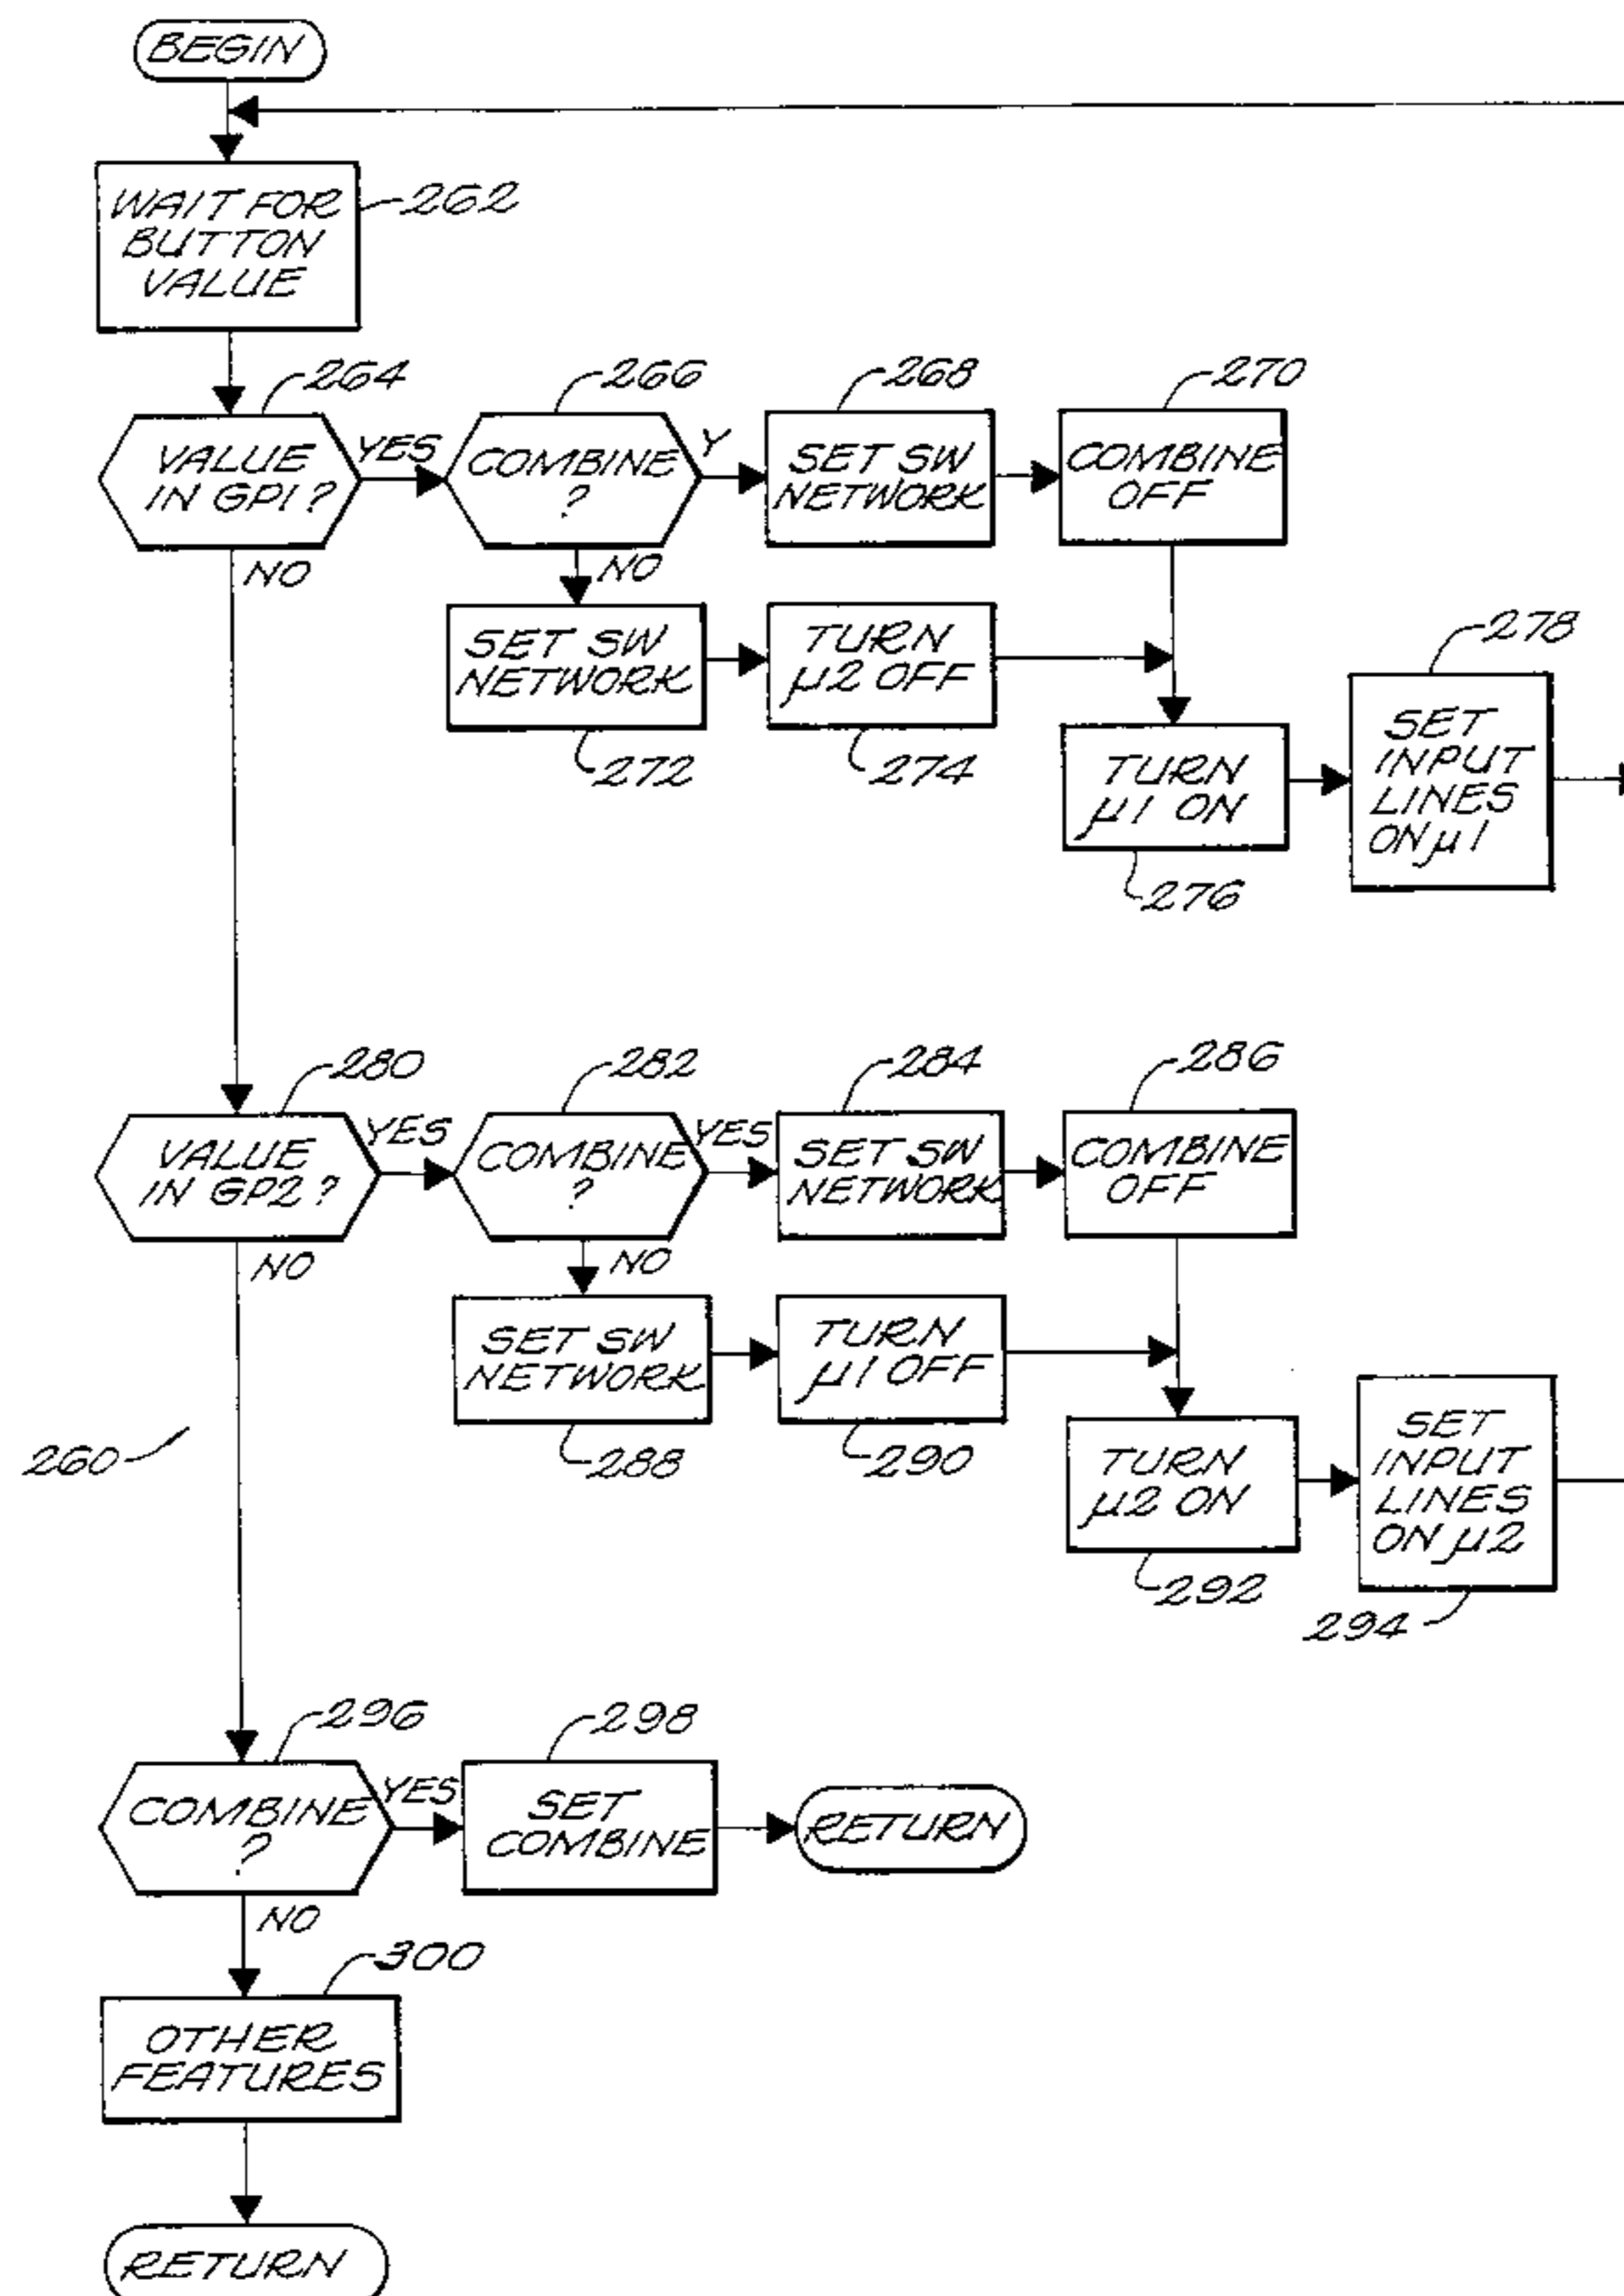 BEGIN
WAIT FOR
BUTTON
VALUE
262
264
VALUE
IN GP1?
YES
NO
266
COMBINE
?
Y
NO
268
SET SW
NETWORK
270
COMBINE
OFF
SET SW
NETWORK
272
TURN
µ2 OFF
274
TURN
µ1 ON
276
278
SET
INPUT
LINES
ON µ1
280
VALUE
IN GP2?
YES
NO
282
COMBINE
?
YES
NO
284
SET SW
NETWORK
286
COMBINE
OFF
SET SW
NETWORK
288
TURN
µ1 OFF
290
TURN
µ2 ON
292
SET
INPUT
LINES
ON µ2
294
260
296
COMBINE
?
YES
NO
298
SET
COMBINE
RETURN
300
OTHER
FEATURES
RETURN